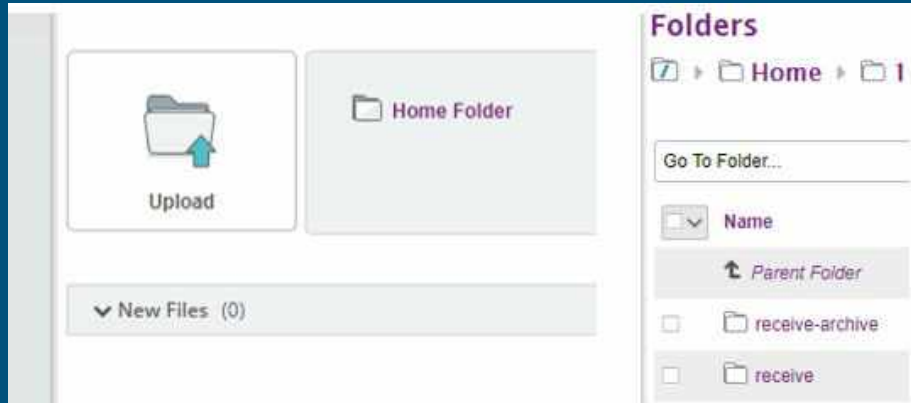 Home Folder
Upload
New Files (0)
Folders
Home 1
Go To Folder...
Name
Parent Folder
receive-archive
receive